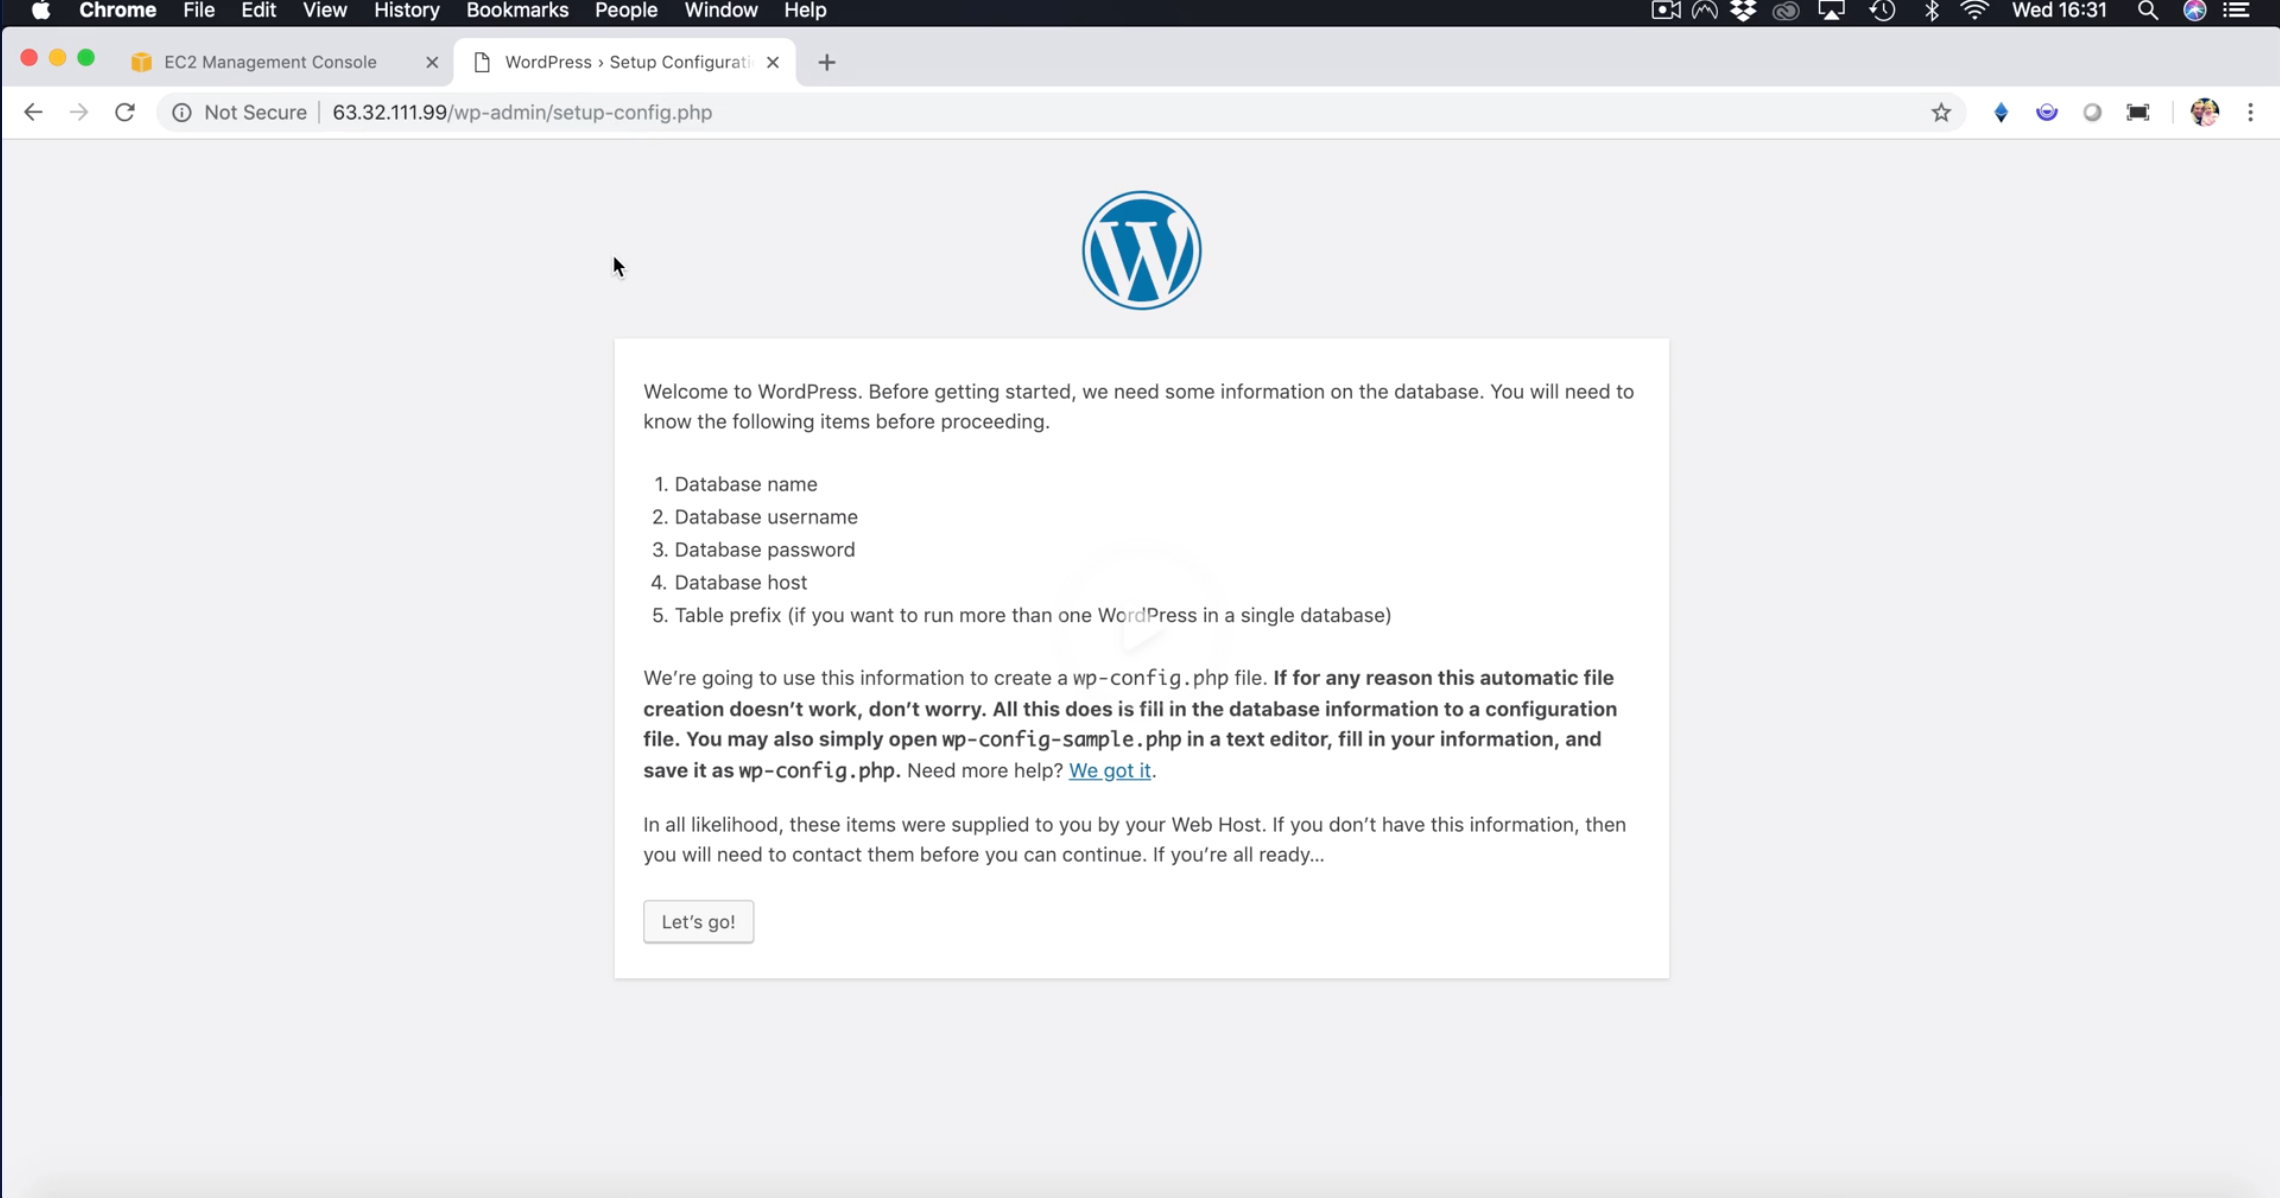 Chrome File Edit View History Bookmarks People Window Help Wed 16:31
EC2 Management Console WordPress › Setup Configurati
Not Secure 63.32.111.99/wp-admin/setup-config.php
Welcome to WordPress. Before getting started, we need some information on the database. You will need to
know the following items before proceeding.
1. Database name
2. Database username
3. Database password
4. Database host
5. Table prefix (if you want to run more than one WordPress in a single database)
We’re going to use this information to create a wp-config.php file. If for any reason this automatic file
creation doesn’t work, don’t worry. All this does is fill in the database information to a configuration
file. You may also simply open wp-config-sample.php in a text editor, fill in your information, and
save it as wp-config.php. Need more help? We got it.
In all likelihood, these items were supplied to you by your Web Host. If you don’t have this information, then
you will need to contact them before you can continue. If you’re all ready…
Let’s go!